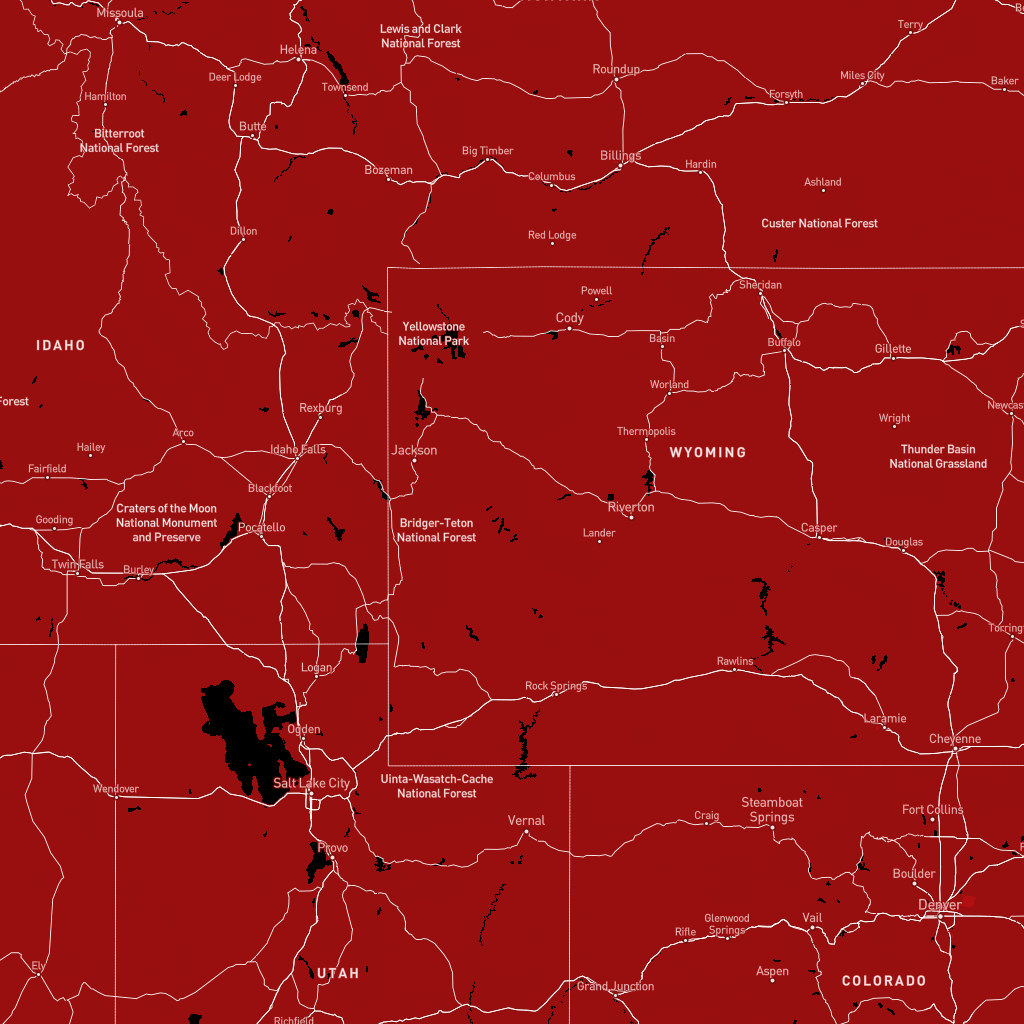 Missoula
Lewis and Clark
National Forest
Terry
Helena
Deer Lodge
Townsend
Roundup
Miles City
Baker
Hamilton
Forsyth
Butte
Bitterroot
National Forest
Big Timber
Billings
Hardin
Bozeman
Columbus
Ashland
Dillon
Red Lodge
Custer National Forest
Powell
Sheridan
Cody
Yellowstone
National Park
IDAHO
Basin
Buffalo
Gillette
Worland
Forest
Rexburg
Newcas
Wright
Arco
Thermopolis
Hailey
Idaho Falls
Jackson
WYOMING
Thunder Basin
National Grassland
Fairfield
Blackfoot
Craters of the Moon
National Monument
and Preserve
Riverton
Gooding
Pocatello
Bridger-Teton
National Forest
Lander
Casper
Douglas
Twin Falls
Burley
Torring
Logan
Rawlins
Rock Springs
Laramie
Ogden
Cheyenne
Salt Lake City
Uinta-Wasatch-Cache
National Forest
Wendover
Steamboat
Springs
Fort Collins
Vernal
Craig
Provo
Boulder
Denver
Glenwood
Springs
Vail
Rifle
Ely
UTAH
Aspen
COLORADO
Grand Junction
Richfield